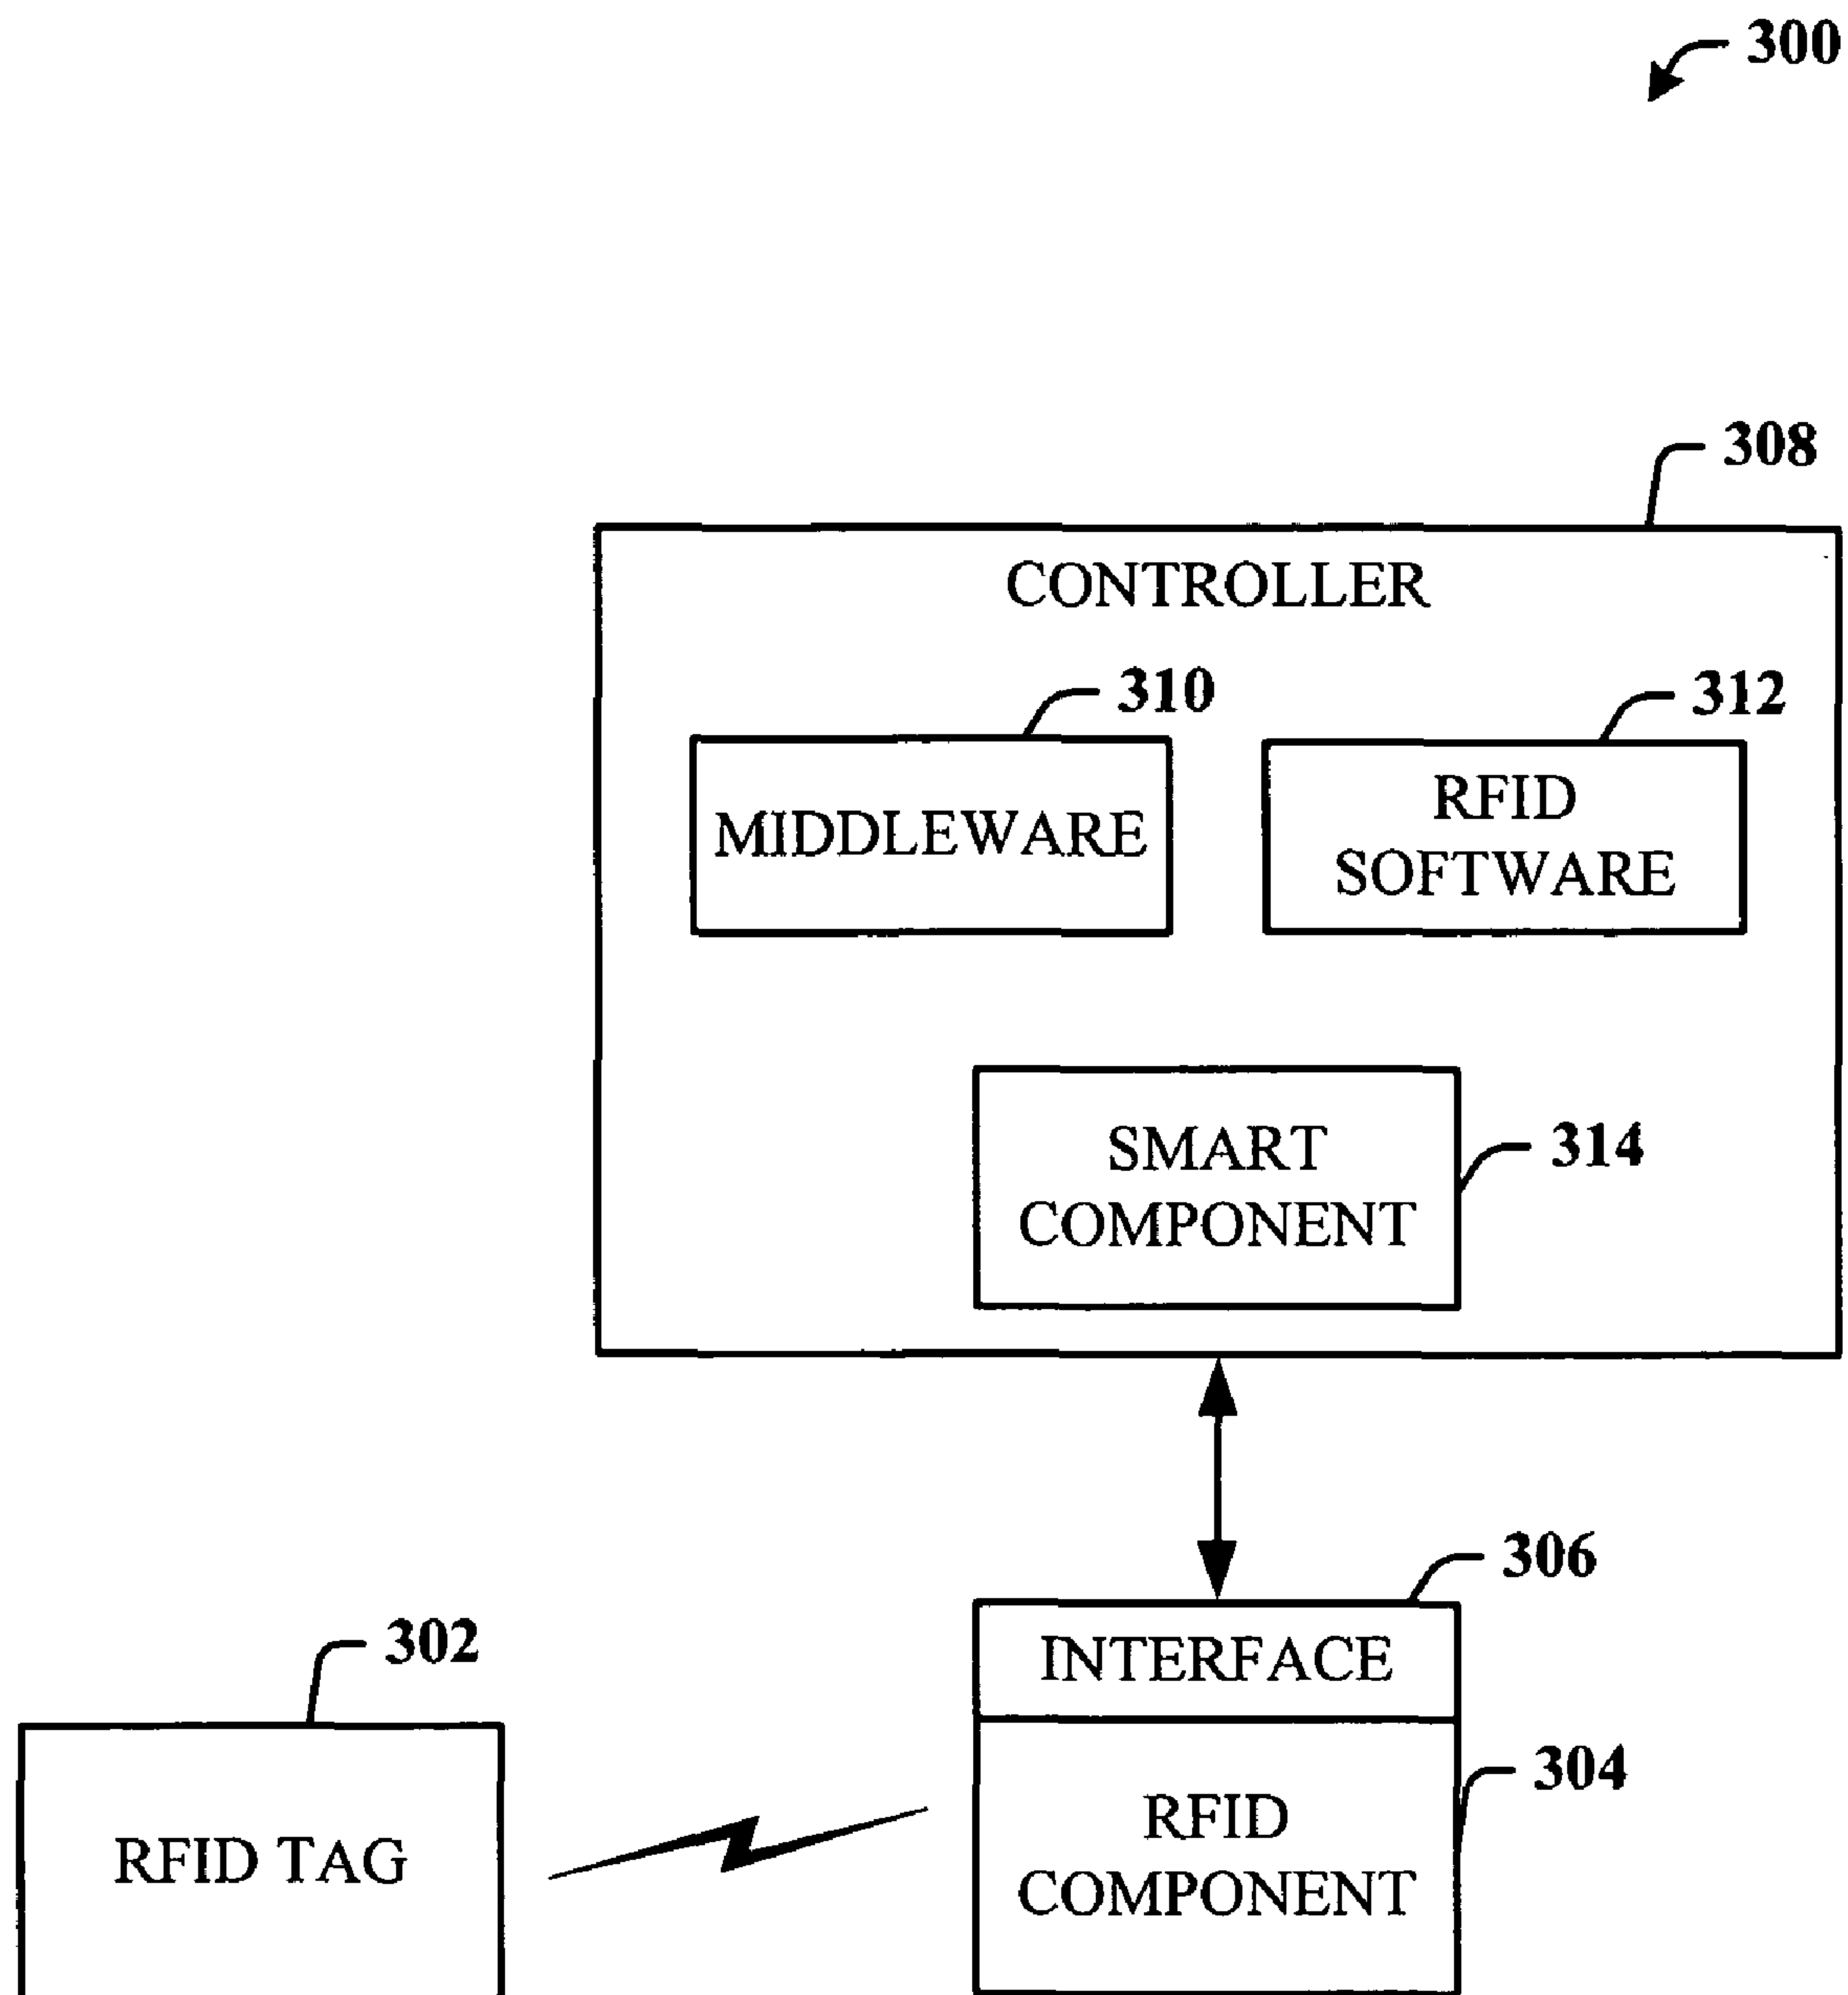 300
308
CONTROLLER
310
312
MIDDLEWARE
RFID
SOFTWARE
SMART
COMPONENT
314
306
INTERFACE
302
304
RFID TAG
RFID
COMPONENT